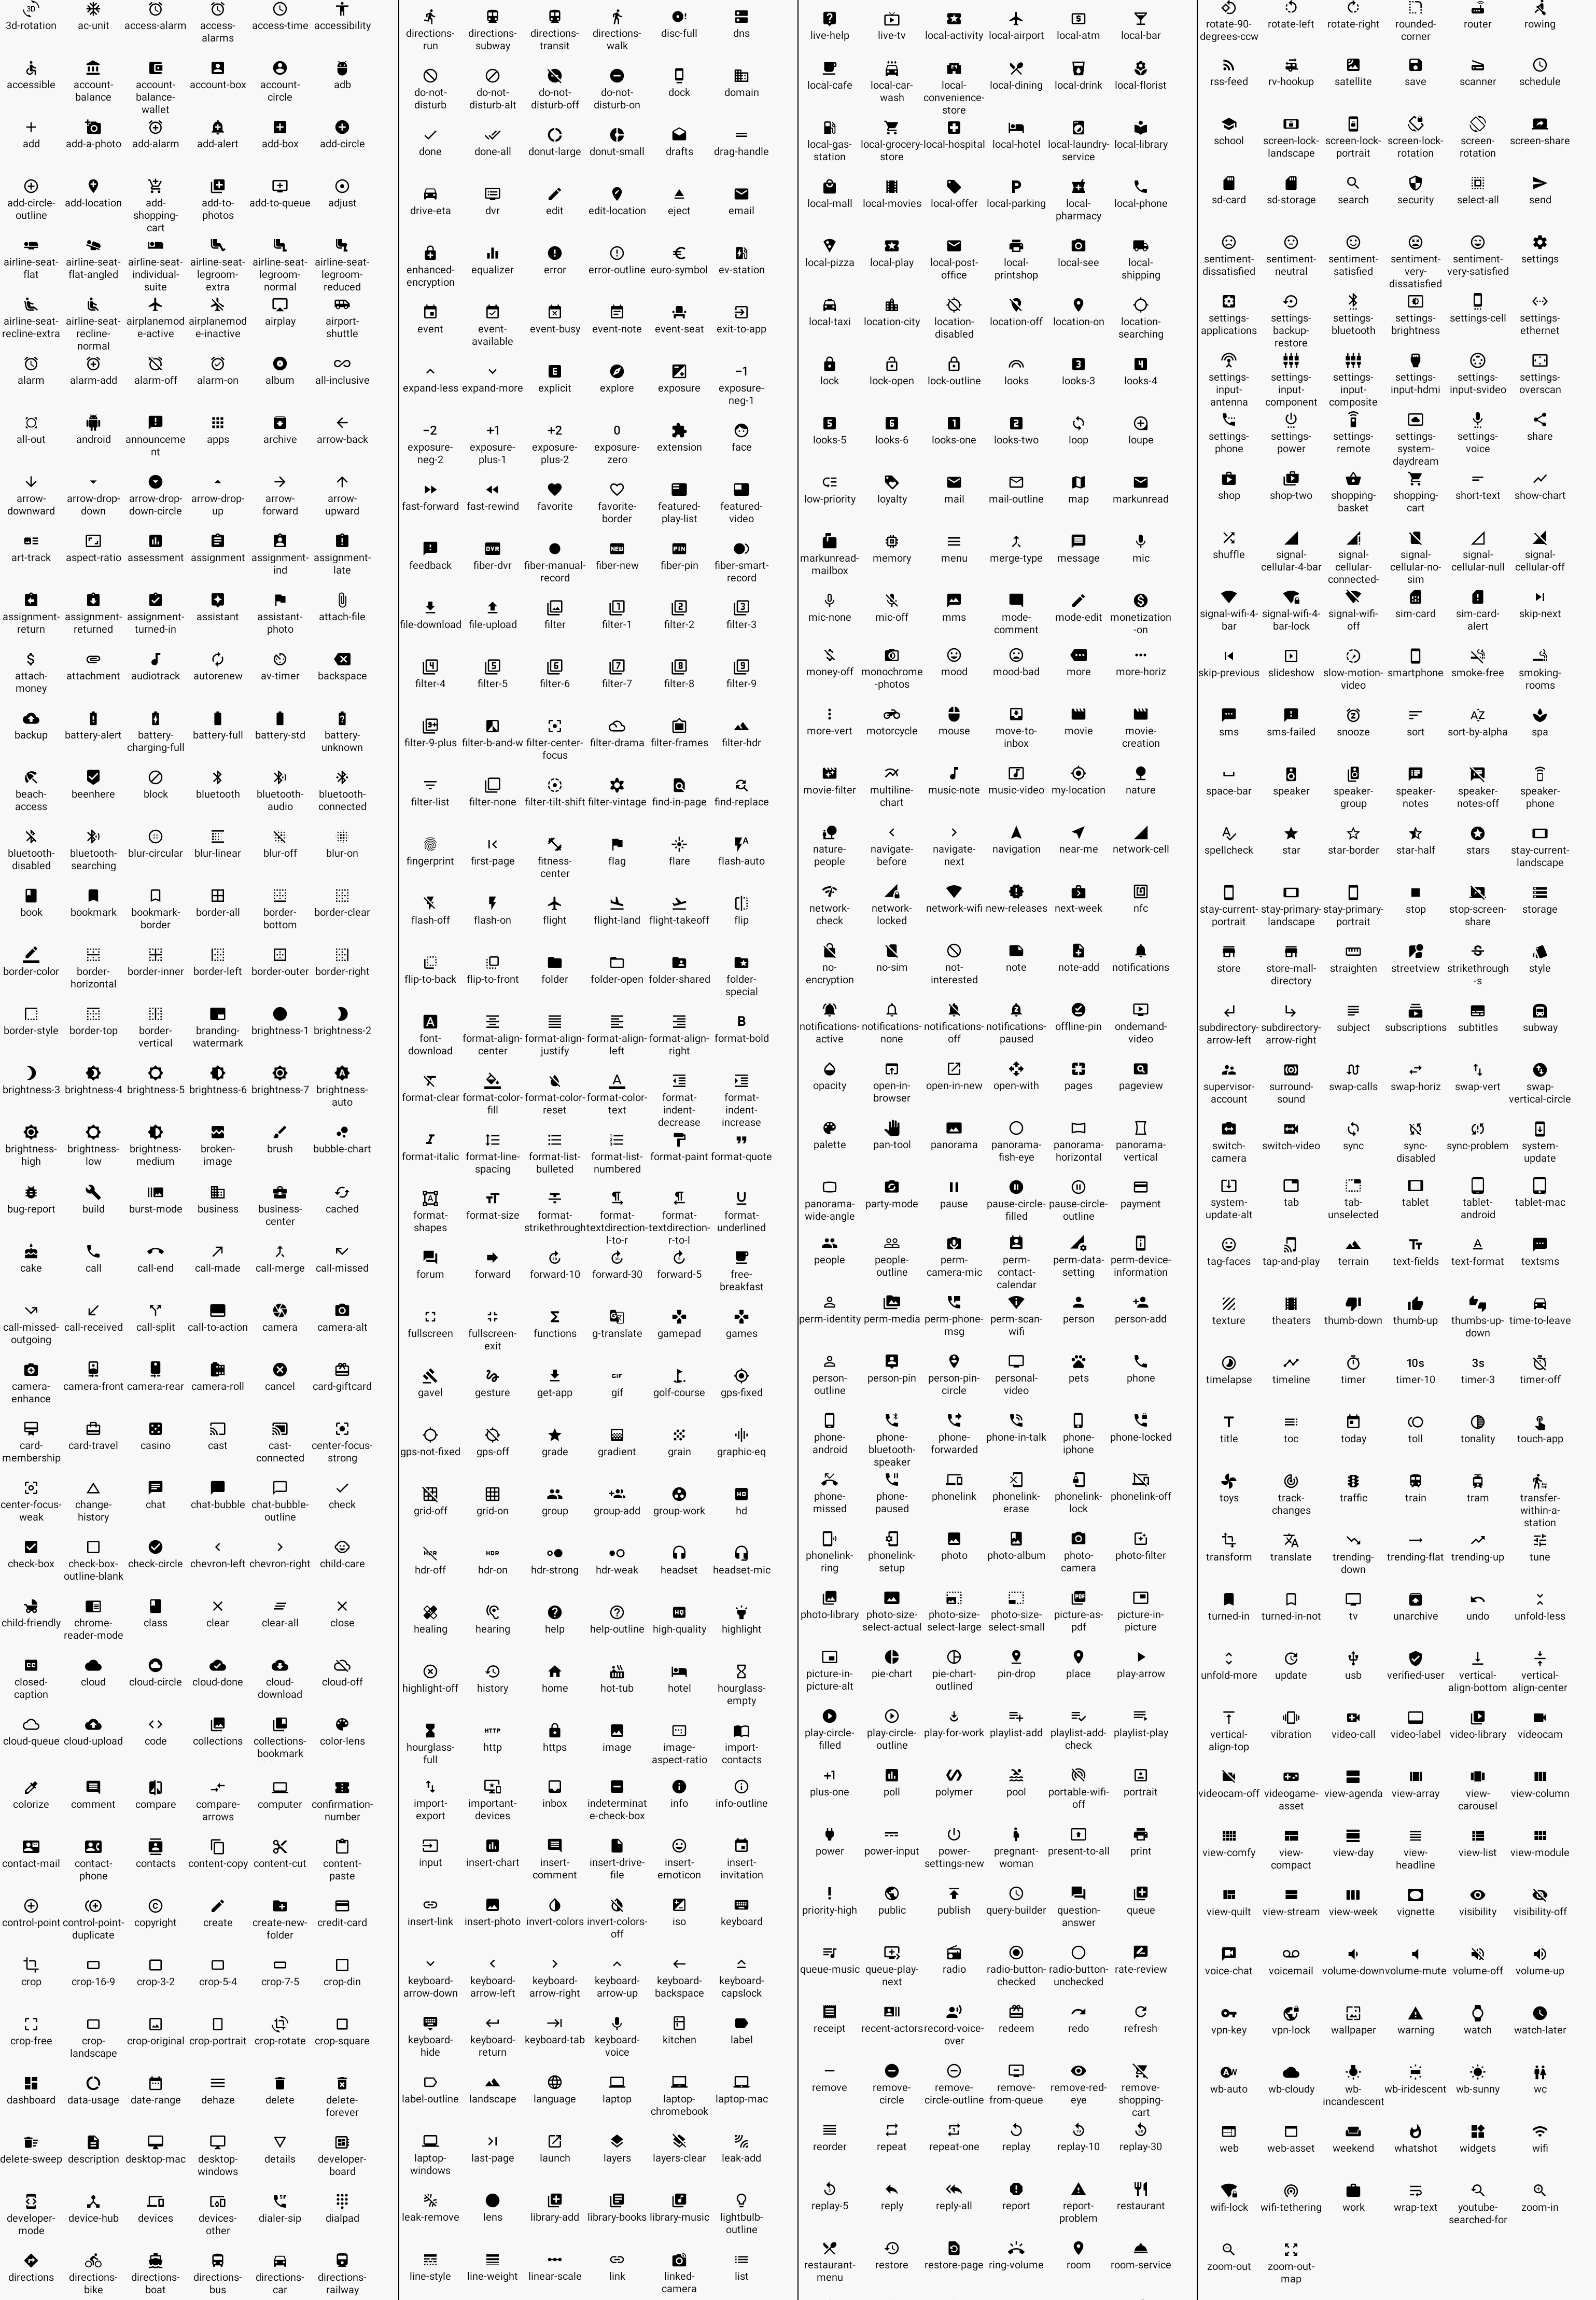 3d-rotation ac-unit access-alarm access- access-time accessibility
alarms
accessible account- account- account-box account- adb
balance balance- circle
wallet
add add-a-photo add-alarm add-alert add-box add-circle
add-circle- add-location add- add-to- add-to-queue adjust
outline shopping- photos
cart
airline-seat- airline-seat- airline-seat- airline-seat- airline-seat- airline-seat-
flat flat-angled individual- legroom- legroom- legroom-
suite extra normal reduced
airline-seat- airline-seat- airplanemod airplanemod airplay airport-
recline-extra recline- e-active e-inactive shuttle
normal
alarm alarm-add alarm-off alarm-on album all-inclusive
all-out android announceme apps archive arrow-back
nt
arrow- arrow-drop- arrow-drop- arrow-drop- arrow- arrow-
downward down down-circle up forward upward
art-track aspect-ratio assessment assignment assignment- assignment-
ind late
assignment- assignment- assignment- assistant assistant- attach-file
return returned turned-in photo
attach- attachment audiotrack autorenew av-timer backspace
money
backup battery-alert battery- battery-full battery-std battery-
charging-full unknown
beach- beenhere block bluetooth bluetooth- bluetooth-
access audio connected
bluetooth- bluetooth- blur-circular blur-linear blur-off blur-on
disabled searching
book bookmark bookmark- border-all border- border-clear
border bottom
border-color border- border-inner border-left border-outer border-right
horizontal
border-style border-top border- branding- brightness-1 brightness-2
vertical watermark
brightness-3 brightness-4 brightness-5 brightness-6 brightness-7 brightness-
auto
brightness- brightness- brightness- broken- brush bubble-chart
high low medium image
bug-report build burst-mode business business- cached
center
cake call call-end call-made call-merge call-missed
call-missed- call-received call-split call-to-action camera camera-alt
outgoing
camera- camera-front camera-rear camera-roll cancel card-giftcard
enhance
card- card-travel casino cast cast- center-focus-
membership connected strong
center-focus- change- chat chat-bubble chat-bubble- check
weak history outline
check-box check-box- check-circle chevron-left chevron-right child-care
outline-blank
child-friendly chrome- class clear clear-all close
reader-mode
closed- cloud cloud-circle cloud-done cloud- cloud-off
caption download
cloud-queue cloud-upload code collections collections- color-lens
bookmark
colorize comment compare compare- computer confirmation-
arrows number
contact-mail contact- contacts content-copy content-cut content-
phone paste
control-point control-point- copyright create create-new- credit-card
duplicate folder
crop crop-16-9 crop-3-2 crop-5-4 crop-7-5 crop-din
crop-free crop- crop-original crop-portrait crop-rotate crop-square
landscape
dashboard data-usage date-range dehaze delete delete-
forever
delete-sweep description desktop-mac desktop- details developer-
windows board
developer- device-hub devices devices- dialer-sip dialpad
mode other
directions directions- directions- directions- directions- directions-
bike boat bus car railway
directions- directions- directions- directions- disc-full dns
run subway transit walk
do-not- do-not- do-not- do-not- dock domain
disturb disturb-alt disturb-off disturb-on
done done-all donut-large donut-small drafts drag-handle
drive-eta dvr edit edit-location eject email
enhanced- equalizer error error-outline euro-symbol ev-station
encryption
event event- event-busy event-note event-seat exit-to-app
available
−1
expand-less expand-more explicit explore exposure exposure-
neg-1
−2 +1 +2 0
exposure- exposure- exposure- exposure- extension face
neg-2 plus-1 plus-2 zero
fast-forward fast-rewind favorite favorite- featured- featured-
border play-list video
feedback fiber-dvr fiber-manual- fiber-new fiber-pin fiber-smart-
record record
file-download file-upload filter filter-1 filter-2 filter-3
filter-4 filter-5 filter-6 filter-7 filter-8 filter-9
filter-9-plus filter-b-and-w filter-center- filter-drama filter-frames filter-hdr
focus
filter-list filter-none filter-tilt-shift filter-vintage find-in-page find-replace
fingerprint first-page fitness- flag flare flash-auto
center
flash-off flash-on flight flight-land flight-takeoff flip
flip-to-back flip-to-front folder folder-open folder-shared folder-
special
font- format-align- format-align- format-align- format-align- format-bold
download center justify left right
format-clear format-color- format-color- format-color- format- format-
fill reset text indent- indent-
decrease increase
format-italic format-line- format-list- format-list- format-paint format-quote
spacing bulleted numbered
format- format-size format- format- format- format-
shapes strikethrough textdirection- textdirection- underlined
l-to-r r-to-l
forum forward forward-10 forward-30 forward-5 free-
breakfast
fullscreen fullscreen- functions g-translate gamepad games
exit
gavel gesture get-app gif golf-course gps-fixed
gps-not-fixed gps-off grade gradient grain graphic-eq
grid-off grid-on group group-add group-work hd
hdr-off hdr-on hdr-strong hdr-weak headset headset-mic
healing hearing help help-outline high-quality highlight
highlight-off history home hot-tub hotel hourglass-
empty
hourglass- http https image image- import-
full aspect-ratio contacts
import- important- inbox indeterminat info info-outline
export devices e-check-box
input insert-chart insert- insert-drive- insert- insert-
comment file emoticon invitation
insert-link insert-photo invert-colors invert-colors- iso keyboard
off
keyboard- keyboard- keyboard- keyboard- keyboard- keyboard-
arrow-down arrow-left arrow-right arrow-up backspace capslock
keyboard- keyboard- keyboard-tab keyboard- kitchen label
hide return voice
label-outline landscape language laptop laptop- laptop-mac
chromebook
laptop- last-page launch layers layers-clear leak-add
windows
leak-remove lens library-add library-books library-music lightbulb-
outline
line-style line-weight linear-scale link linked- list
camera
live-help live-tv local-activity local-airport local-atm local-bar
local-cafe local-car- local- local-dining local-drink local-florist
wash convenience-
store
local-gas- local-grocery- local-hospital local-hotel local-laundry- local-library
station store service
local-mall local-movies local-offer local-parking local- local-phone
pharmacy
local-pizza local-play local-post- local- local-see local-
office printshop shipping
local-taxi location-city location- location-off location-on location-
disabled searching
lock lock-open lock-outline looks looks-3 looks-4
looks-5 looks-6 looks-one looks-two loop loupe
low-priority loyalty mail mail-outline map markunread
markunread- memory menu merge-type message mic
mailbox
mic-none mic-off mms mode- mode-edit monetization
comment -on
money-off monochrome mood mood-bad more more-horiz
-photos
more-vert motorcycle mouse move-to- movie movie-
inbox creation
movie-filter multiline- music-note music-video my-location nature
chart
nature- navigate- navigate- navigation near-me network-cell
people before next
network- network- network-wifi new-releases next-week nfc
check locked
no- no-sim not- note note-add notifications
encryption interested
notifications- notifications- notifications- notifications- offline-pin ondemand-
active none off paused video
opacity open-in- open-in-new open-with pages pageview
browser
palette pan-tool panorama panorama- panorama- panorama-
fish-eye horizontal vertical
panorama- party-mode pause pause-circle- pause-circle- payment
wide-angle filled outline
people people- perm- perm- perm-data- perm-device-
outline camera-mic contact- setting information
calendar
perm-identity perm-media perm-phone- perm-scan- person person-add
msg wifi
person- person-pin person-pin- personal- pets phone
outline circle video
phone- phone- phone- phone-in-talk phone- phone-locked
android bluetooth- forwarded iphone
speaker
phone- phone- phonelink phonelink- phonelink- phonelink-off
missed paused erase lock
phonelink- phonelink- photo photo-album photo- photo-filter
ring setup camera
photo-library photo-size- photo-size- photo-size- picture-as- picture-in-
select-actual select-large select-small pdf picture
picture-in- pie-chart pie-chart- pin-drop place play-arrow
picture-alt outlined
play-circle- play-circle- play-for-work playlist-add playlist-add- playlist-play
filled outline check
+1
plus-one poll polymer pool portable-wifi- portrait
off
power power-input power- pregnant- present-to-all print
settings-new woman
priority-high public publish query-builder question- queue
answer
queue-music queue-play- radio radio-button- radio-button- rate-review
next checked unchecked
receipt recent-actors record-voice- redeem redo refresh
over
remove remove- remove- remove- remove-red- remove-
circle circle-outline from-queue eye shopping-
cart
reorder repeat repeat-one replay replay-10 replay-30
replay-5 reply reply-all report report- restaurant
problem
restaurant- restore restore-page ring-volume room room-service
menu
rotate-90- rotate-left rotate-right rounded- router rowing
degrees-ccw corner
rss-feed rv-hookup satellite save scanner schedule
school screen-lock- screen-lock- screen-lock- screen- screen-share
landscape portrait rotation rotation
sd-card sd-storage search security select-all send
sentiment- sentiment- sentiment- sentiment- sentiment- settings
dissatisfied neutral satisfied very- very-satisfied
dissatisfied
settings- settings- settings- settings- settings-cell settings-
applications backup- bluetooth brightness ethernet
restore
settings- settings- settings- settings- settings- settings-
input- input- input- input-hdmi input-svideo overscan
antenna component composite
settings- settings- settings- settings- settings- share
phone power remote system- voice
daydream
shop shop-two shopping- shopping- short-text show-chart
basket cart
shuffle signal- signal- signal- signal- signal-
cellular-4-bar cellular- cellular-no- cellular-null cellular-off
connected- sim
signal-wifi-4- signal-wifi-4- signal-wifi- sim-card sim-card- skip-next
bar bar-lock off alert
skip-previous slideshow slow-motion- smartphone smoke-free smoking-
video rooms
sms sms-failed snooze sort sort-by-alpha spa
space-bar speaker speaker- speaker- speaker- speaker-
group notes notes-off phone
spellcheck star star-border star-half stars stay-current-
landscape
stay-current- stay-primary- stay-primary- stop stop-screen- storage
portrait landscape portrait share
store store-mall- straighten streetview strikethrough style
directory -s
subdirectory- subdirectory- subject subscriptions subtitles subway
arrow-left arrow-right
supervisor- surround- swap-calls swap-horiz swap-vert swap-
account sound vertical-circle
switch- switch-video sync sync- sync-problem system-
camera disabled update
system- tab tab- tablet tablet- tablet-mac
update-alt unselected android
tag-faces tap-and-play terrain text-fields text-format textsms
texture theaters thumb-down thumb-up thumbs-up- time-to-leave
down
10s 3s
timelapse timeline timer timer-10 timer-3 timer-off
title toc today toll tonality touch-app
toys track- traffic train tram transfer-
changes within-a-
station
transform translate trending- trending-flat trending-up tune
down
turned-in turned-in-not tv unarchive undo unfold-less
unfold-more update usb verified-user vertical- vertical-
align-bottom align-center
vertical- vibration video-call video-label video-library videocam
align-top
videocam-off videogame- view-agenda view-array view- view-column
asset carousel
view-comfy view- view-day view- view-list view-module
compact headline
view-quilt view-stream view-week vignette visibility visibility-off
voice-chat voicemail volume-down volume-mute volume-off volume-up
vpn-key vpn-lock wallpaper warning watch watch-later
wb-auto wb-cloudy wb- wb-iridescent wb-sunny wc
incandescent
web web-asset weekend whatshot widgets wifi
wifi-lock wifi-tethering work wrap-text youtube- zoom-in
searched-for
zoom-out zoom-out-
map